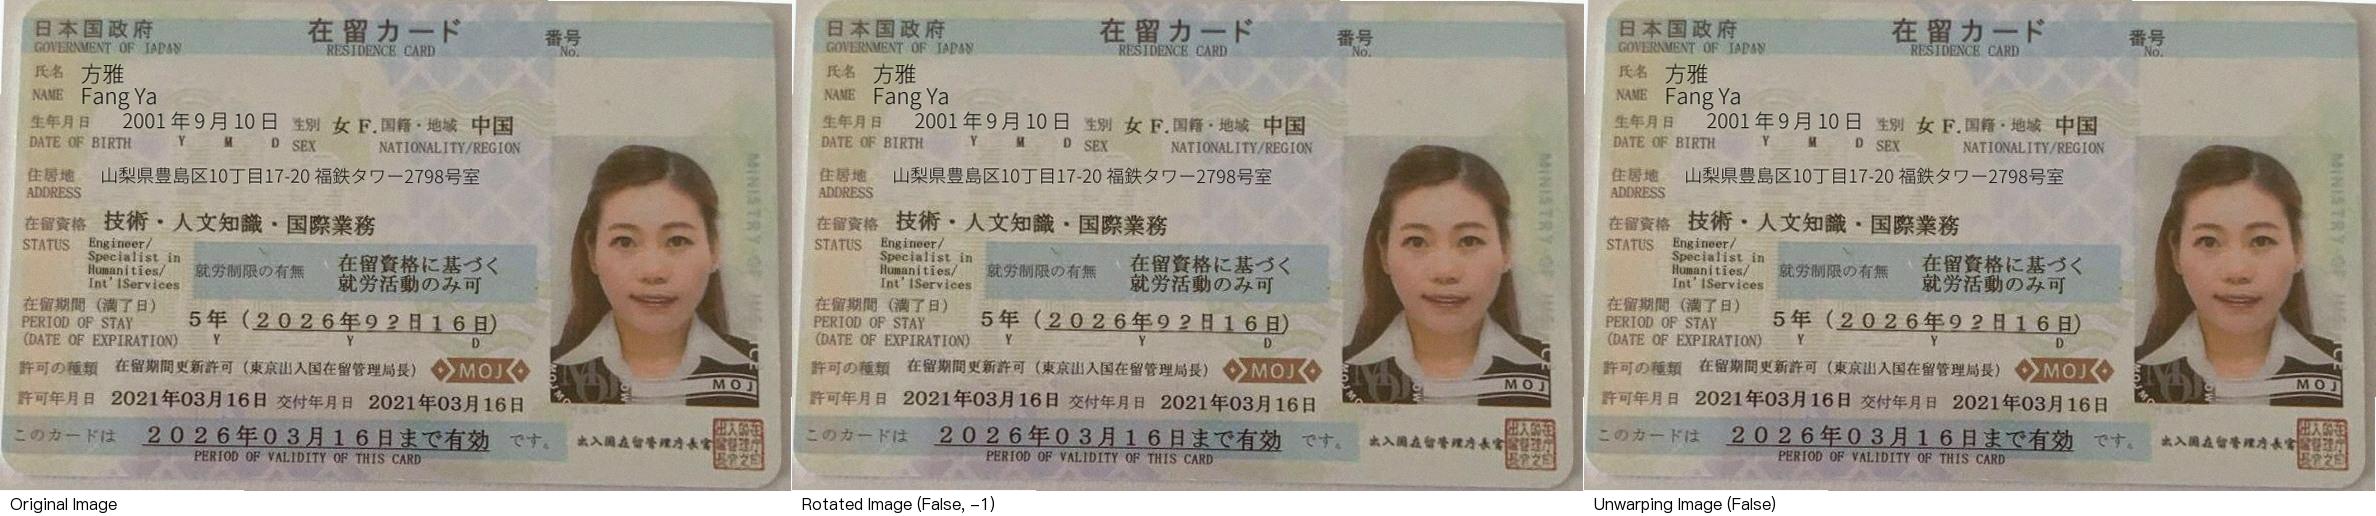 日本国政府 在留カード 番号
GOVERNMENT OF JAPAN RESIDENCE CARD No.
氏名 方雅
NAME Fang Ya
生年月日 2001年9月10日 性別 女 F. 国籍・地域 中国
DATE OF BIRTH Y M D SEX NATIONALITY/REGION
住居地 山梨県豊島区10丁目17-20 福鉄タワー2798号室
ADDRESS
在留資格 技術・人文知識・国際業務
STATUS Engineer/
Specialist in
Humanities/
Int'lServices
就労制限の有無 在留資格に基づく
就労活動のみ可
在留期間(満了日)
PERIOD OF STAY 5年(2026年92月16日)
(DATE OF EXPIRATION) Y Y D
許可の種類 在留期間更新許可(東京出入国在留管理局長) MOJ
MOJ
許可年月日 2021年03月16日 交付年月日 2021年03月16日
このカードは 2026年03月16日まで有効 です。
PERIOD OF VALIDITY OF THIS CARD
出入国在留管理庁長官
MINISTRY OF
Original Image
日本国政府 在留カード 番号
GOVERNMENT OF JAPAN RESIDENCE CARD No.
氏名 方雅
NAME Fang Ya
生年月日 2001年9月10日 性別 女 F. 国籍・地域 中国
DATE OF BIRTH Y M D SEX NATIONALITY/REGION
住居地 山梨県豊島区10丁目17-20 福鉄タワー2798号室
ADDRESS
在留資格 技術・人文知識・国際業務
STATUS Engineer/
Specialist in
Humanities/
Int'lServices
就労制限の有無 在留資格に基づく
就労活動のみ可
在留期間(満了日)
PERIOD OF STAY 5年(2026年92月16日)
(DATE OF EXPIRATION) Y Y D
許可の種類 在留期間更新許可(東京出入国在留管理局長) MOJ
MOJ
許可年月日 2021年03月16日 交付年月日 2021年03月16日
このカードは 2026年03月16日まで有効 です。
PERIOD OF VALIDITY OF THIS CARD
出入国在留管理庁長官
MINISTRY OF
Rotated Image (False, -1)
日本国政府 在留カード 番号
GOVERNMENT OF JAPAN RESIDENCE CARD No.
氏名 方雅
NAME Fang Ya
生年月日 2001年9月10日 性別 女 F. 国籍・地域 中国
DATE OF BIRTH Y M D SEX NATIONALITY/REGION
住居地 山梨県豊島区10丁目17-20 福鉄タワー2798号室
ADDRESS
在留資格 技術・人文知識・国際業務
STATUS Engineer/
Specialist in
Humanities/
Int'lServices
就労制限の有無 在留資格に基づく
就労活動のみ可
在留期間(満了日)
PERIOD OF STAY 5年(2026年92月16日)
(DATE OF EXPIRATION) Y Y D
許可の種類 在留期間更新許可(東京出入国在留管理局長) MOJ
MOJ
許可年月日 2021年03月16日 交付年月日 2021年03月16日
このカードは 2026年03月16日まで有効 です。
PERIOD OF VALIDITY OF THIS CARD
出入国在留管理庁長官
MINISTRY OF
Unwarping Image (False)